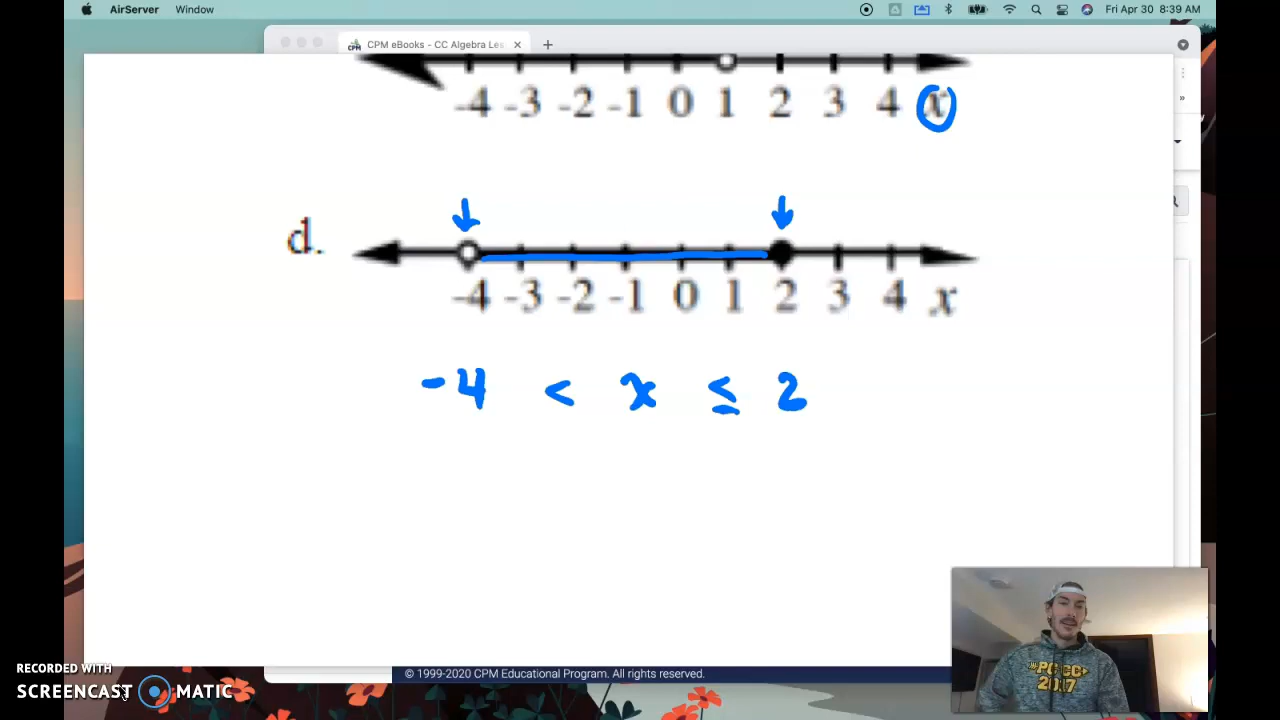 AirServer Window Fri Apr 30 8:39 AM
CPM CPM eBooks - CC Algebra Les
-4 -3 -2 -1 0 1 2 3 4 x
d.
-4 -3 -2 -1 0 1 2 3 4 x
-4 < x ≤ 2
© 1999-2020 CPM Educational Program. All rights reserved.
2017
RECORDED WITH
SCREENCAST MATIC